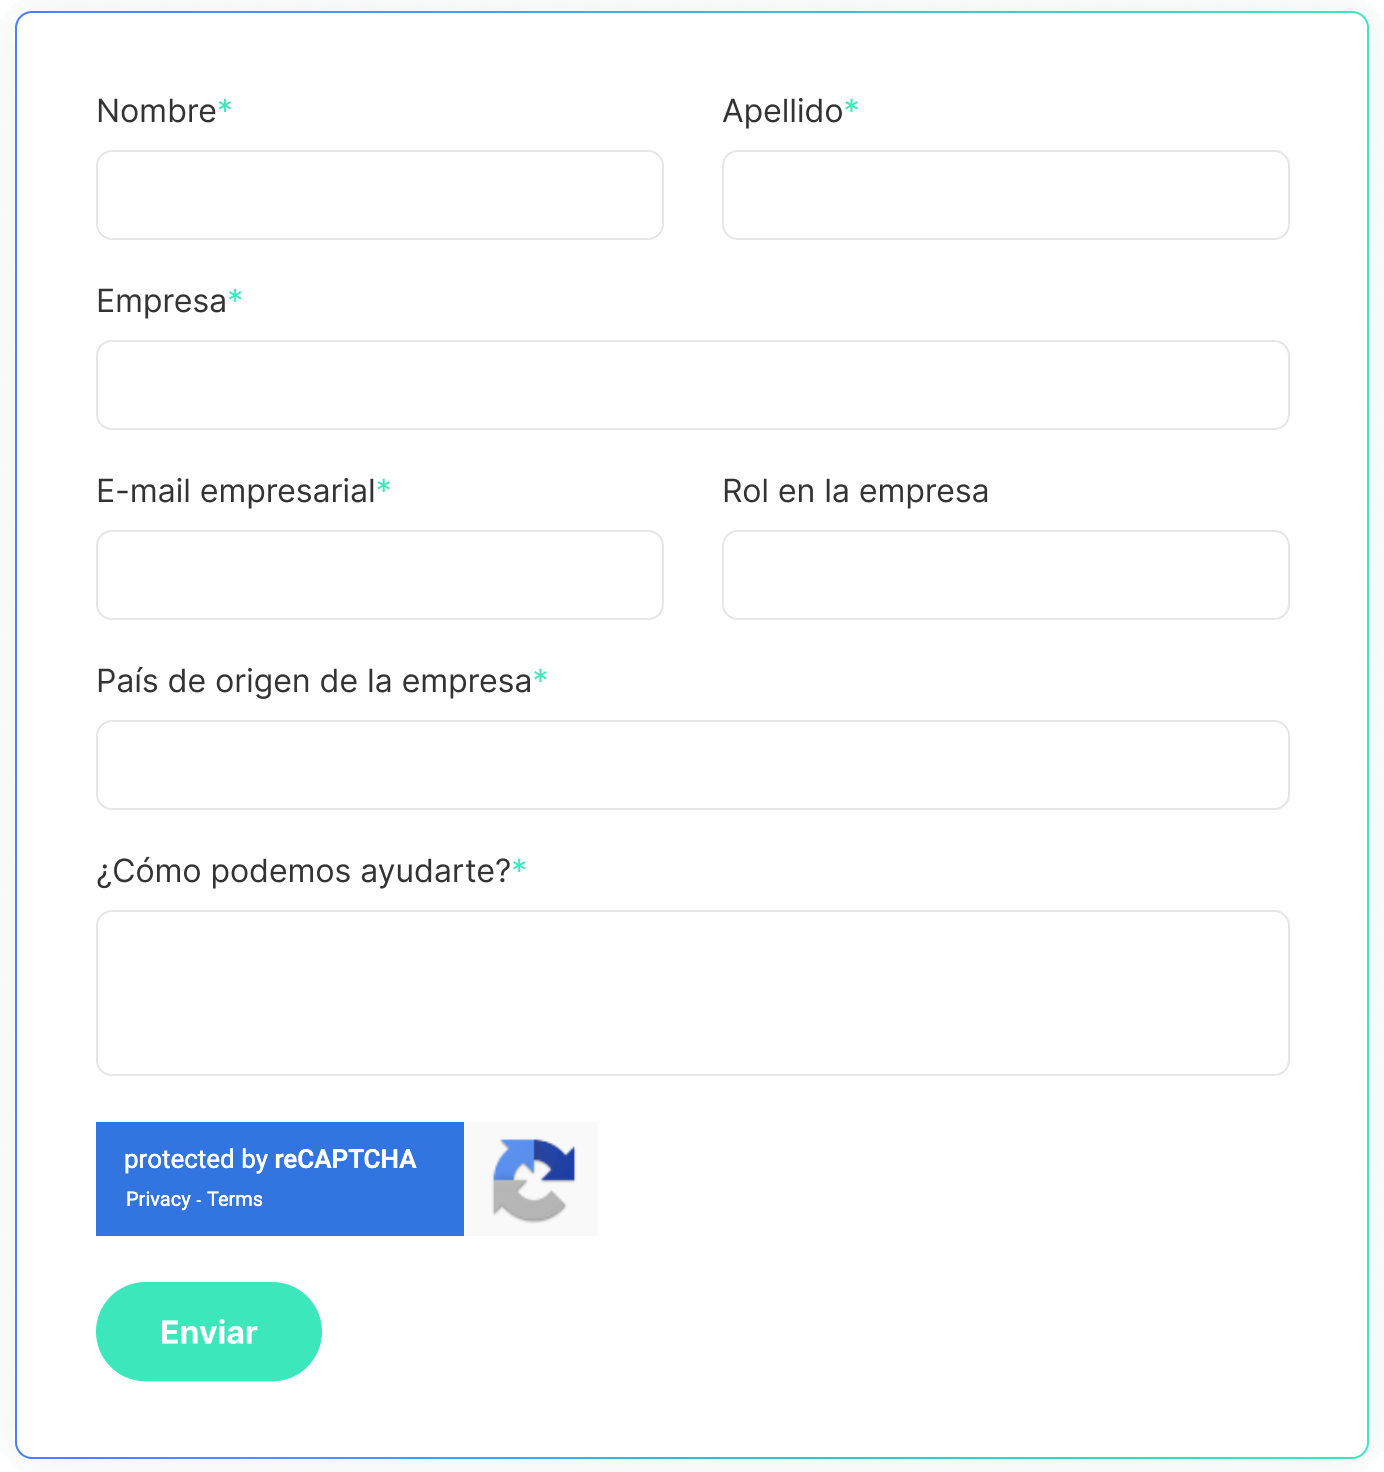 Nombre*
Apellido*
Empresa*
E-mail empresarial*
Rol en la empresa
País de origen de la empresa*
¿Cómo podemos ayudarte?*
protected by reCAPTCHA
Privacy - Terms
Enviar